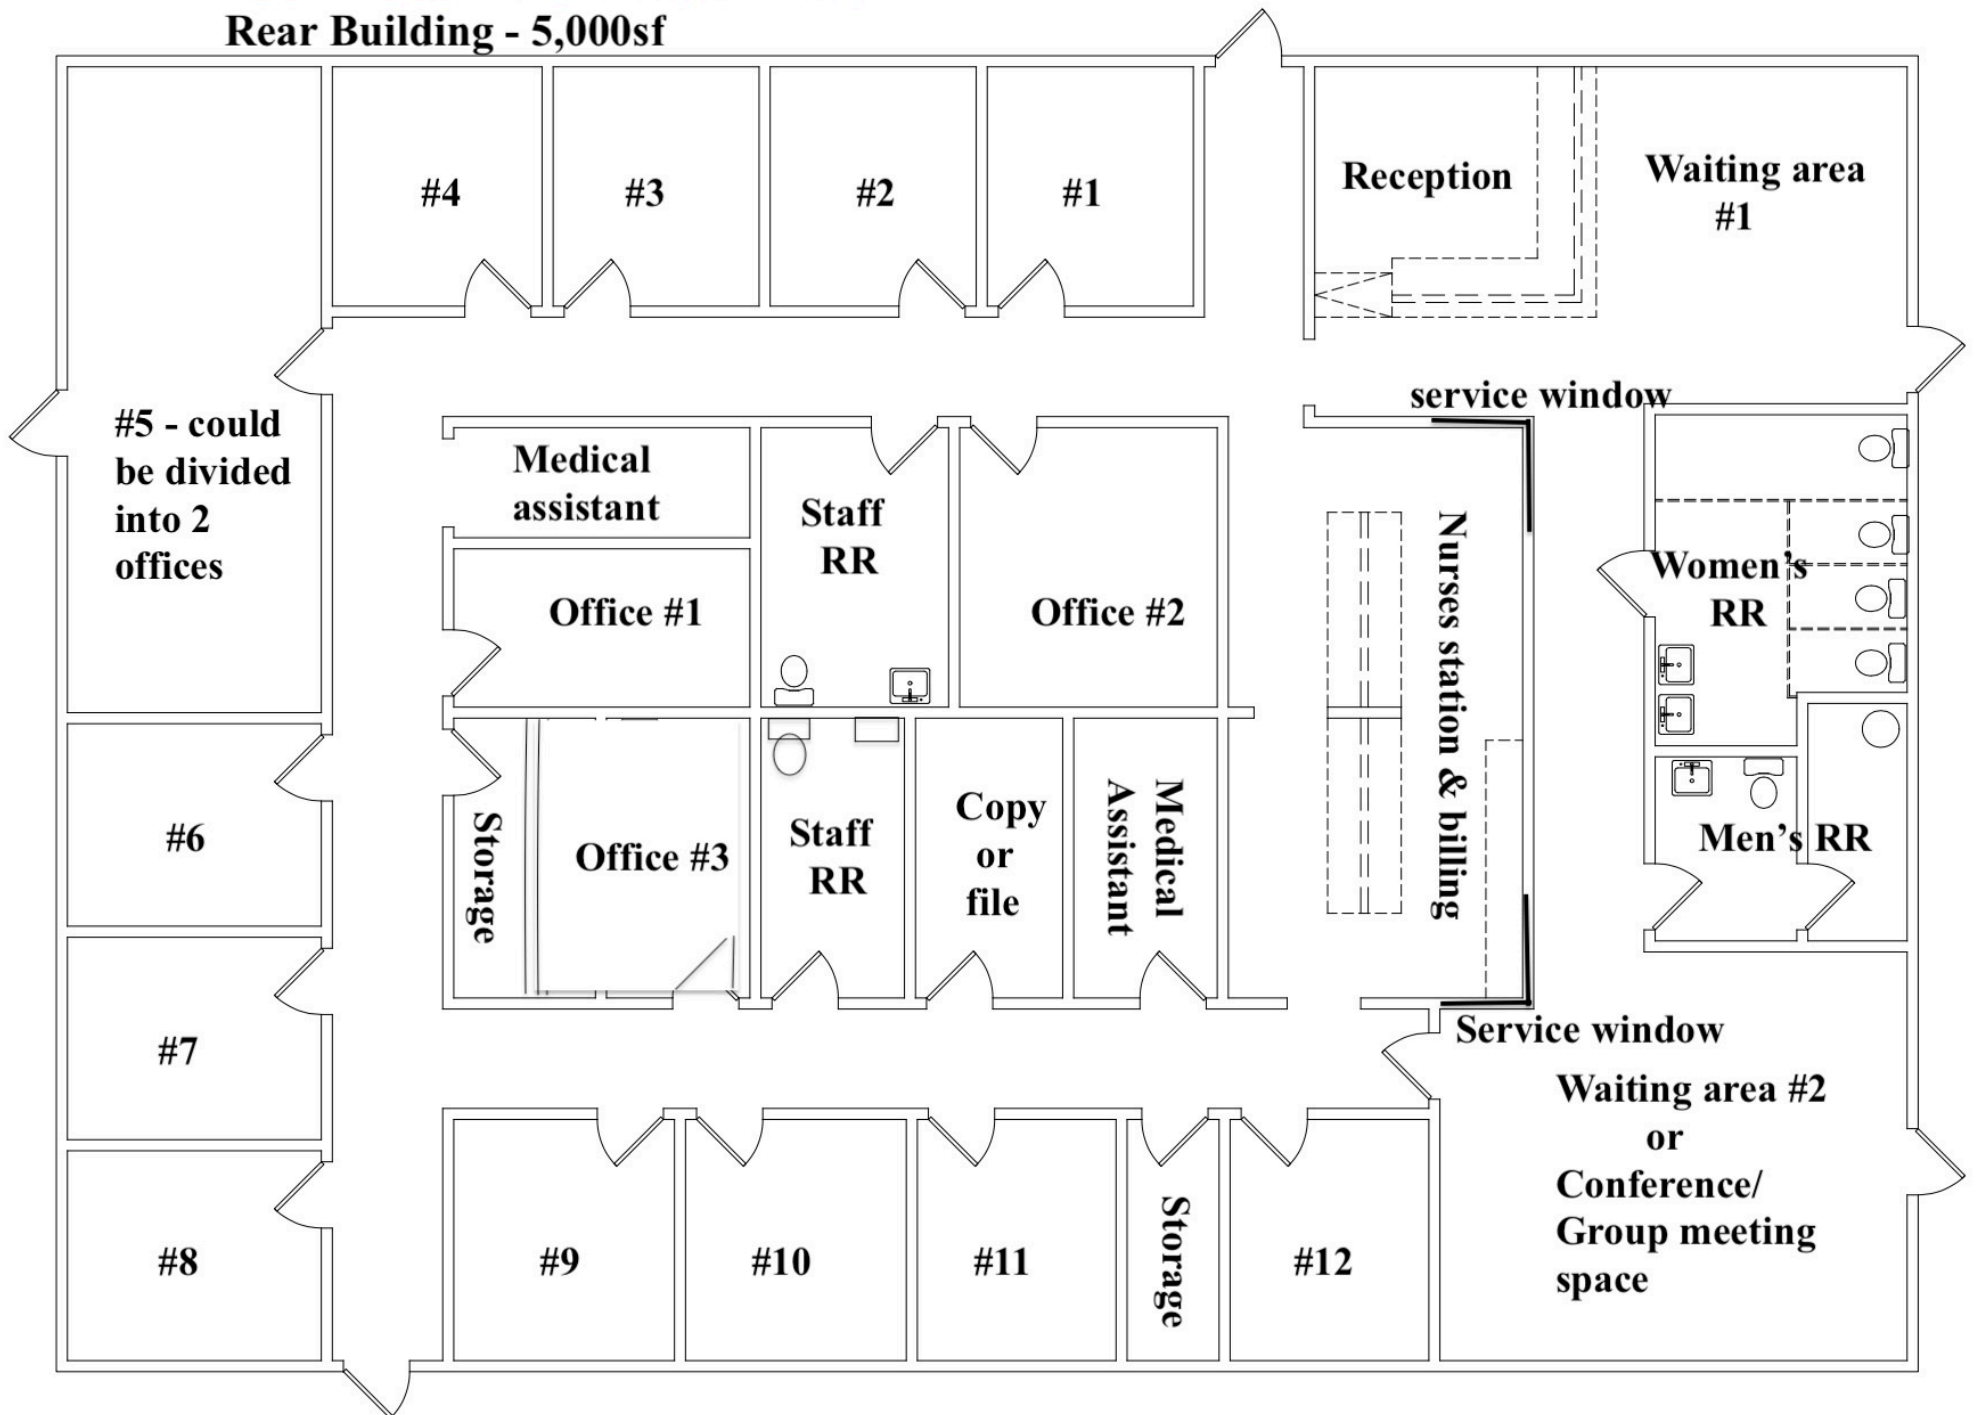 Rear Building - 5,000sf
#4
#3
#2
#1
Reception
Waiting area
#1
service window
#5 - could
be divided
into 2
offices
Medical
assistant
Staff
RR
Office #1
Office #2
Nurses station & billing
Women's
RR
#6
Storage
Office #3
Staff
RR
Copy
or
file
Medical
Assistant
Men's RR
#7
Service window
Waiting area #2
or
Conference/
Group meeting
space
#8
#9
#10
#11
Storage
#12